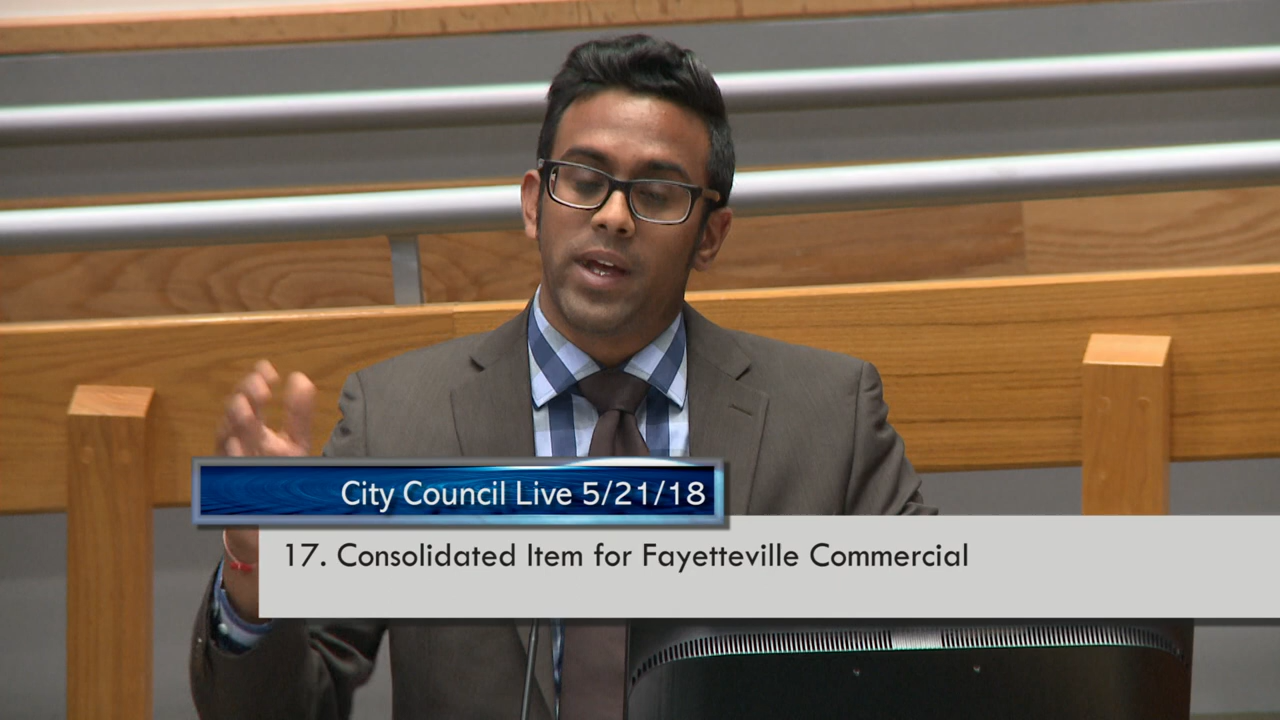 City Council Live 5/21/18
17. Consolidated Item for Fayetteville Commercial